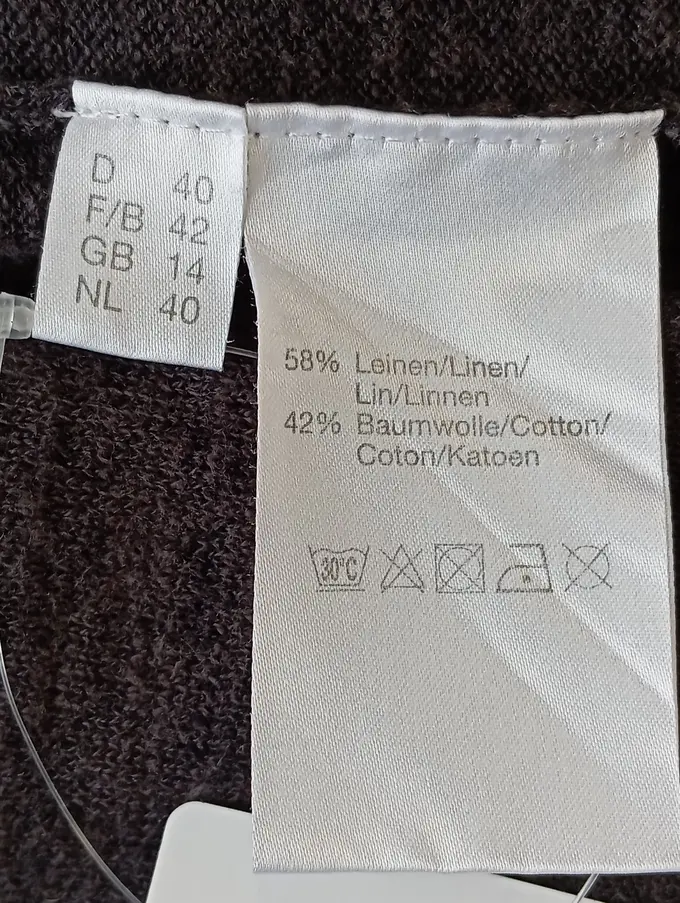 D 40
F/B 42
GB 14
NL 40
58% Leinen/Linen/
Lin/Linnen
42% Baumwolle/Cotton/
Coton/Katoen
30°C